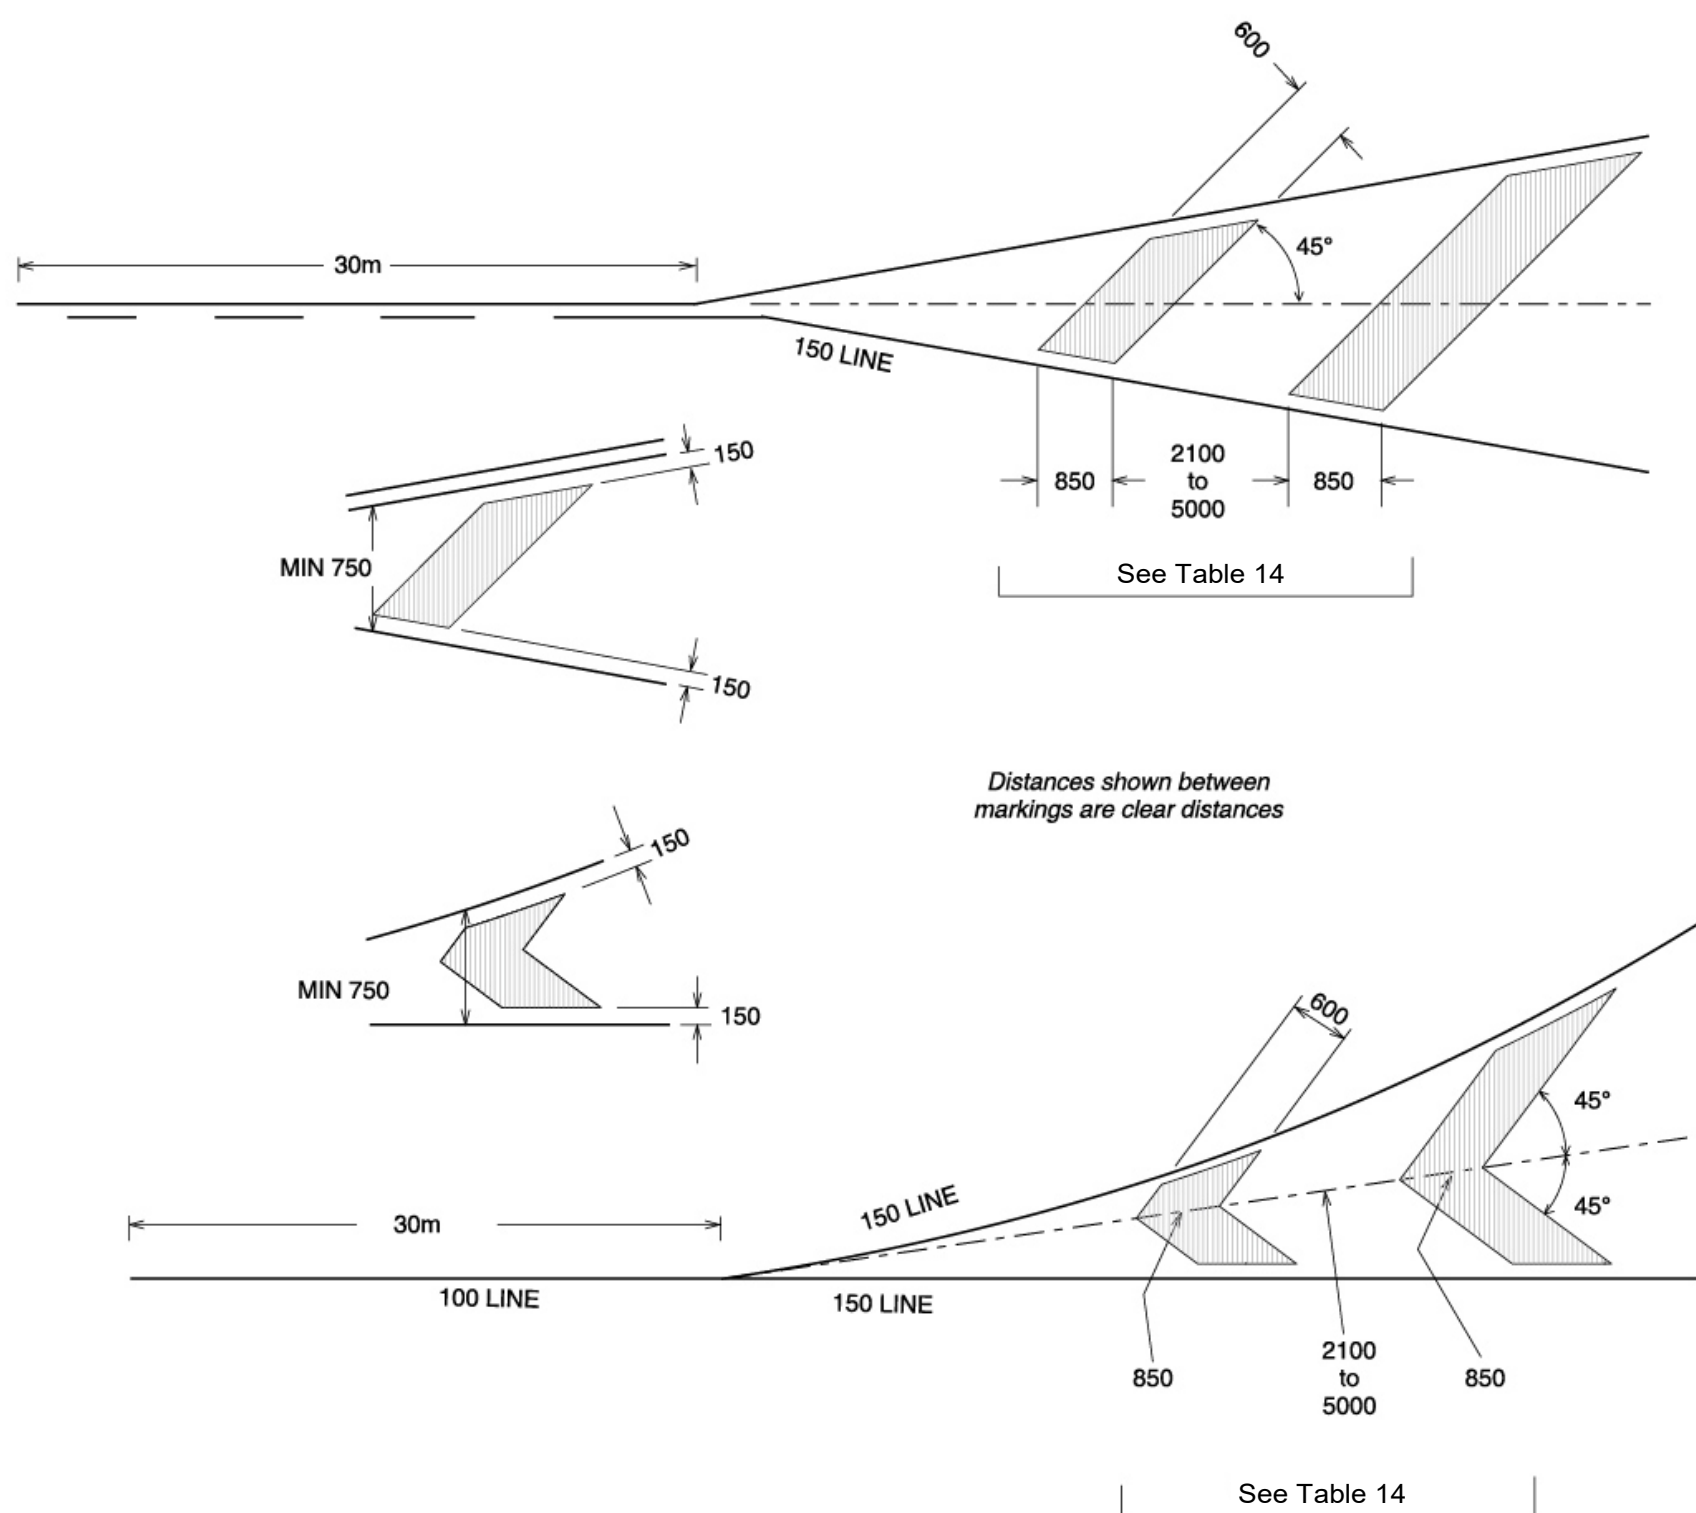 600
45°
30m
150 LINE
150
2100
to
5000
850
850
MIN 750
See Table 14
150
Distances shown between
markings are clear distances
150
MIN 750
150
600
45°
45°
150 LINE
30m
100 LINE
150 LINE
2100
to
5000
850
850
See Table 14